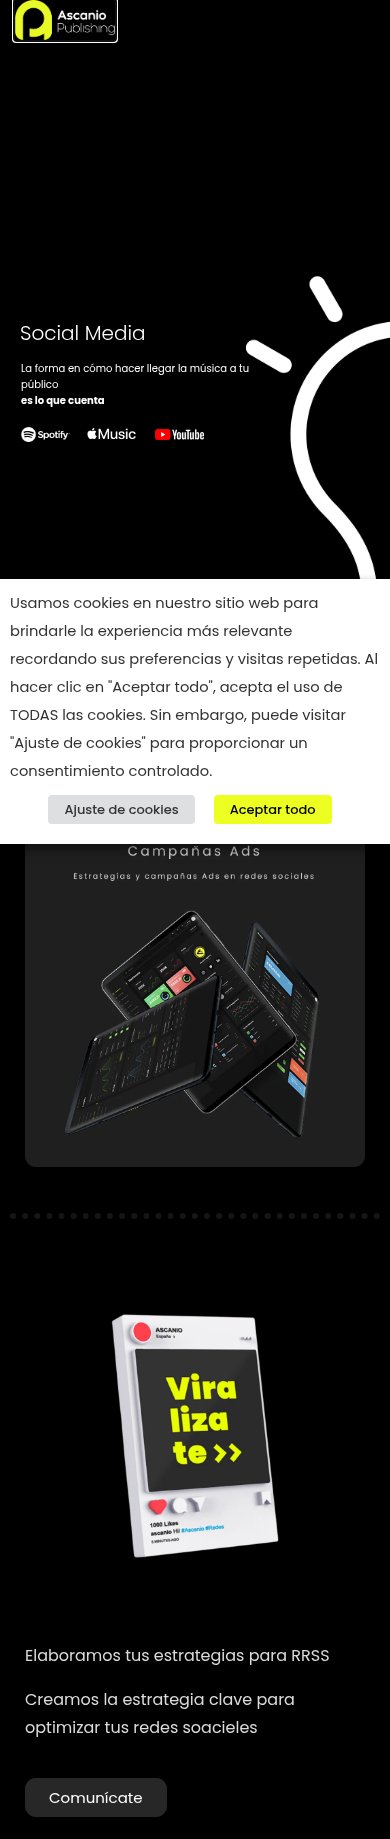 Ascanio
Publishing
Social Media
La forma en cómo hacer llegar la música a tu
público
es lo que cuenta
Spotify Music YouTube
Usamos cookies en nuestro sitio web para
brindarle la experiencia más relevante
recordando sus preferencias y visitas repetidas. Al
hacer clic en "Aceptar todo", acepta el uso de
TODAS las cookies. Sin embargo, puede visitar
"Ajuste de cookies" para proporcionar un
consentimiento controlado.
Ajuste de cookies Aceptar todo
Campañas Ads
Estrategias y campañas Ads en redes sociales
ASCANIO
España
Vira
liza
te >>
1000 Likes
ascanio Hi! #Ascanio #Redes
5 MINUTES AGO
Elaboramos tus estrategias para RRSS
Creamos la estrategia clave para
optimizar tus redes soacieles
Comunícate